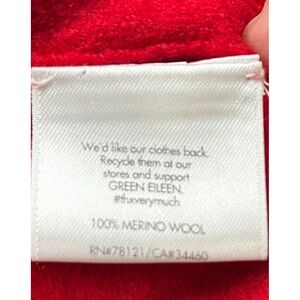 We'd like our clothes back.
Recycle them at our
stores and support
GREEN EILEEN.
#thxverymuch.
100% MERINO WOOL
RN#78121/CA#34460